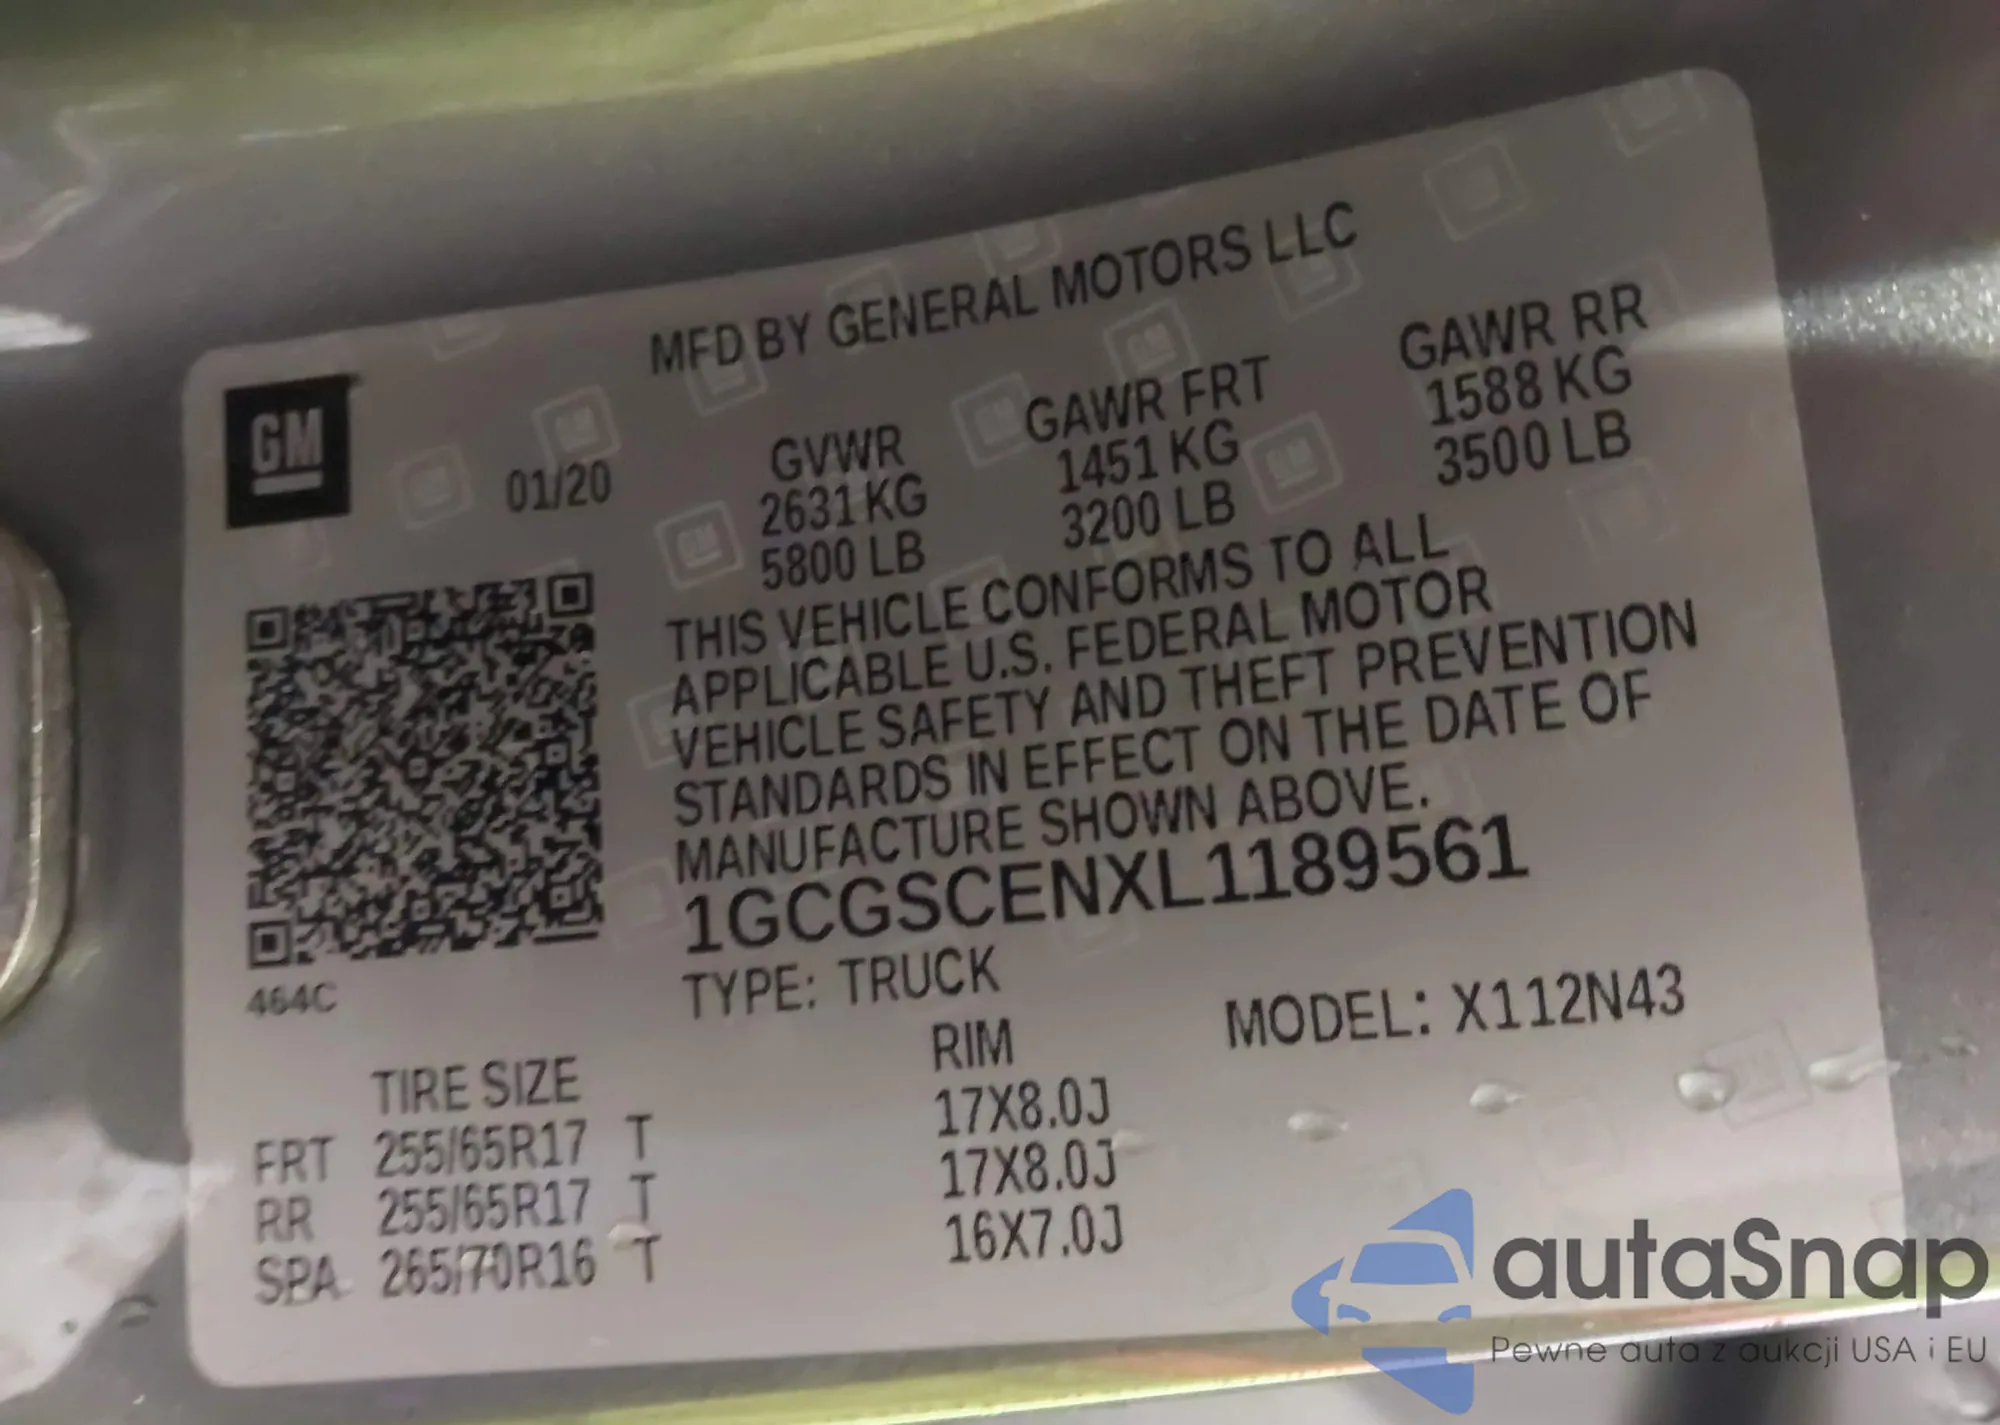 MFD BY GENERAL MOTORS LLC
GM
01/20
GVWR GAWR FRT GAWR RR
2631 KG 1451 KG 1588 KG
5800 LB 3200 LB 3500 LB
THIS VEHICLE CONFORMS TO ALL
APPLICABLE U.S. FEDERAL MOTOR
VEHICLE SAFETY AND THEFT PREVENTION
STANDARDS IN EFFECT ON THE DATE OF
MANUFACTURE SHOWN ABOVE.
1GCGSCENXL1189561
464C
TYPE: TRUCK MODEL: X112N43
TIRE SIZE RIM
FRT 255/65R17 T 17X8.0J
RR 255/65R17 T 17X8.0J
SPA 265/70R16 T 16X7.0J
autaSnap
Pewne auta z aukcji USA i EU